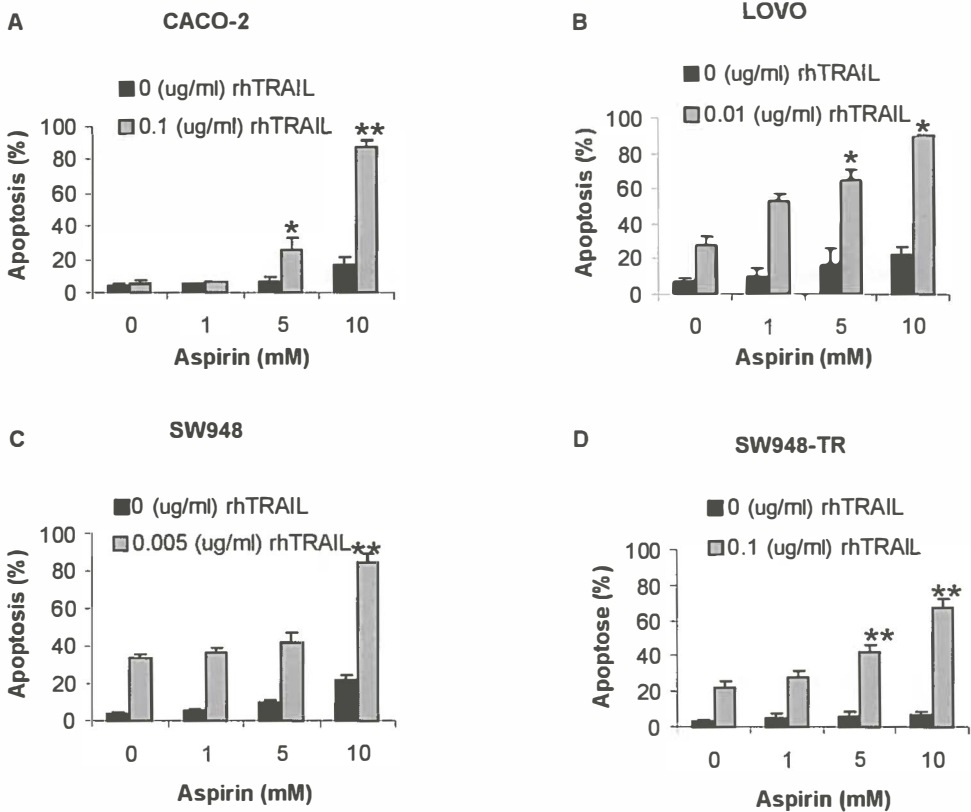 A
CACO-2
0 (ug/ml) rhTRAIL
0.1 (ug/ml) rhTRAIL
Apoptosis (%)
100
80
60
40
20
0
*
**
0 1 5 10
Aspirin (mM)
B
LOVO
0 (ug/ml) rhTRAIL
0.01 (ug/ml) rhTRAIL
Apoptosis (%)
100
80
60
40
20
0
*
*
0 1 5 10
Aspirin (mM)
C
SW948
0 (ug/ml) rhTRAIL
0.005 (ug/ml) rhTRAIL
Apoptosis (%)
100
80
60
40
20
0
**
0 1 5 10
Aspirin (mM)
D
SW948-TR
0 (ug/ml) rhTRAIL
0.1 (ug/ml) rhTRAIL
Apoptose (%)
100
80
60
40
20
0
**
**
0 1 5 10
Aspirin (mM)